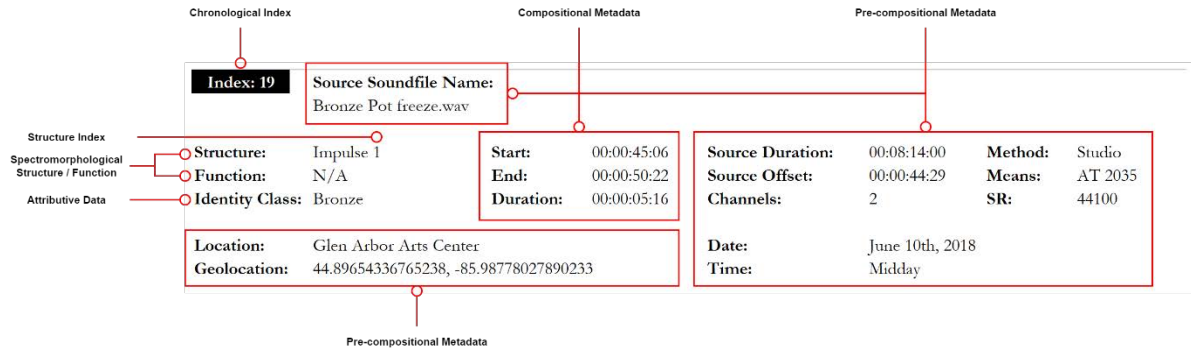 Chronological Index
Compositional Metadata
Pre-compositional Metadata
Index: 19
Source Soundfile Name:
Bronze Pot freeze.wav
Structure Index
Spectromorphological
Structure / Function
Attributive Data
Structure: Impulse 1
Function: N/A
Identity Class: Bronze
Start: 00:00:45:06
End: 00:00:50:22
Duration: 00:00:05:16
Source Duration: 00:08:14:00 Method: Studio
Source Offset: 00:00:44:29 Means: AT 2035
Channels: 2 SR: 44100
Date: June 10th, 2018
Time: Midday
Location: Glen Arbor Arts Center
Geolocation: 44.89654336765238, -85.98778027890233
Pre-compositional Metadata